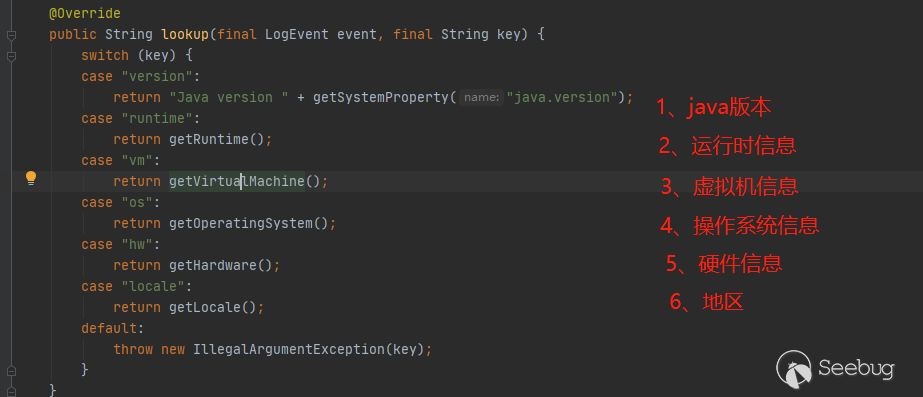 @Override
public String lookup(final LogEvent event, final String key) {
switch (key) {
case "version":
return "Java version " + getSystemProperty( name: "java.version");
1、java版本
case "runtime":
return getRuntime();
2、运行时信息
case "vm":
return getVirtualMachine();
3、虚拟机信息
case "os":
return getOperatingSystem();
4、操作系统信息
case "hw":
return getHardware();
5、硬件信息
case "locale":
return getLocale();
6、地区
default:
throw new IllegalArgumentException(key);
}
}
Seebug